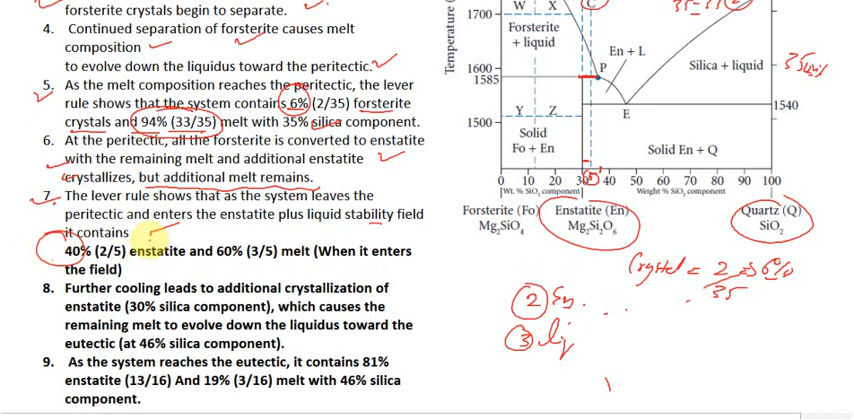 forsterite crystals begin to separate.
4. Continued separation of forsterite causes melt
composition
to evolve down the liquidus toward the peritectic.
5. As the melt composition reaches the peritectic, the lever
rule shows that the system contains 6% (2/35) forsterite
crystals and 94% (33/35) melt with 35% silica component.
6. At the peritectic, all the forsterite is converted to enstatite
with the remaining melt and additional enstatite
crystallizes, but additional melt remains.
7. The lever rule shows that as the system leaves the
peritectic and enters the enstatite plus liquid stability field
it contains
40% (2/5) enstatite and 60% (3/5) melt (When it enters
the field)
8. Further cooling leads to additional crystallization of
enstatite (30% silica component), which causes the
remaining melt to evolve down the liquidus toward the
eutectic (at 46% silica component).
9. As the system reaches the eutectic, it contains 81%
enstatite (13/16) And 19% (3/16) melt with 46% silica
component.
Temperature (
1700
1600
1585
1500
W X
C
Forsterite
+ liquid
En + L
P
Silica + liquid
1540
Y Z
E
Solid
Fo + En
Solid En + Q
0 10 20 30 40 50 60 70 80 90 100
Wt. % SiO2 component
Weight % SiO2 component
Forsterite (Fo)
Mg2SiO4
Enstatite (En)
Mg2Si2O6
Quartz (Q)
SiO2
Crystal = 2/35 ⇒ 6%
② En
③ liq